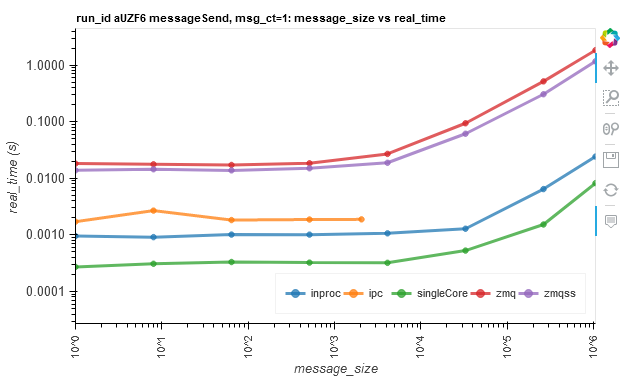 run_id aUZF6 messageSend, msg_ct=1: message_size vs real_time
real_time (s)
1.0000
0.1000
0.0100
0.0010
0.0001
inproc ipc singleCore zmq zmqss
10^0 10^1 10^2 10^3 10^4 10^5 10^6
message_size